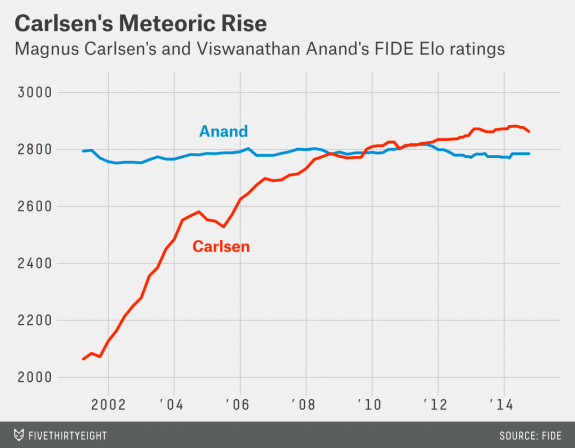 Carlsen's Meteoric Rise
Magnus Carlsen's and Viswanathan Anand's FIDE Elo ratings
3000
Anand
2800
2600
Carlsen
2400
2200
2000
2002 '04 '06 '08 '10 '12 '14
FIVETHIRTYEIGHT SOURCE: FIDE